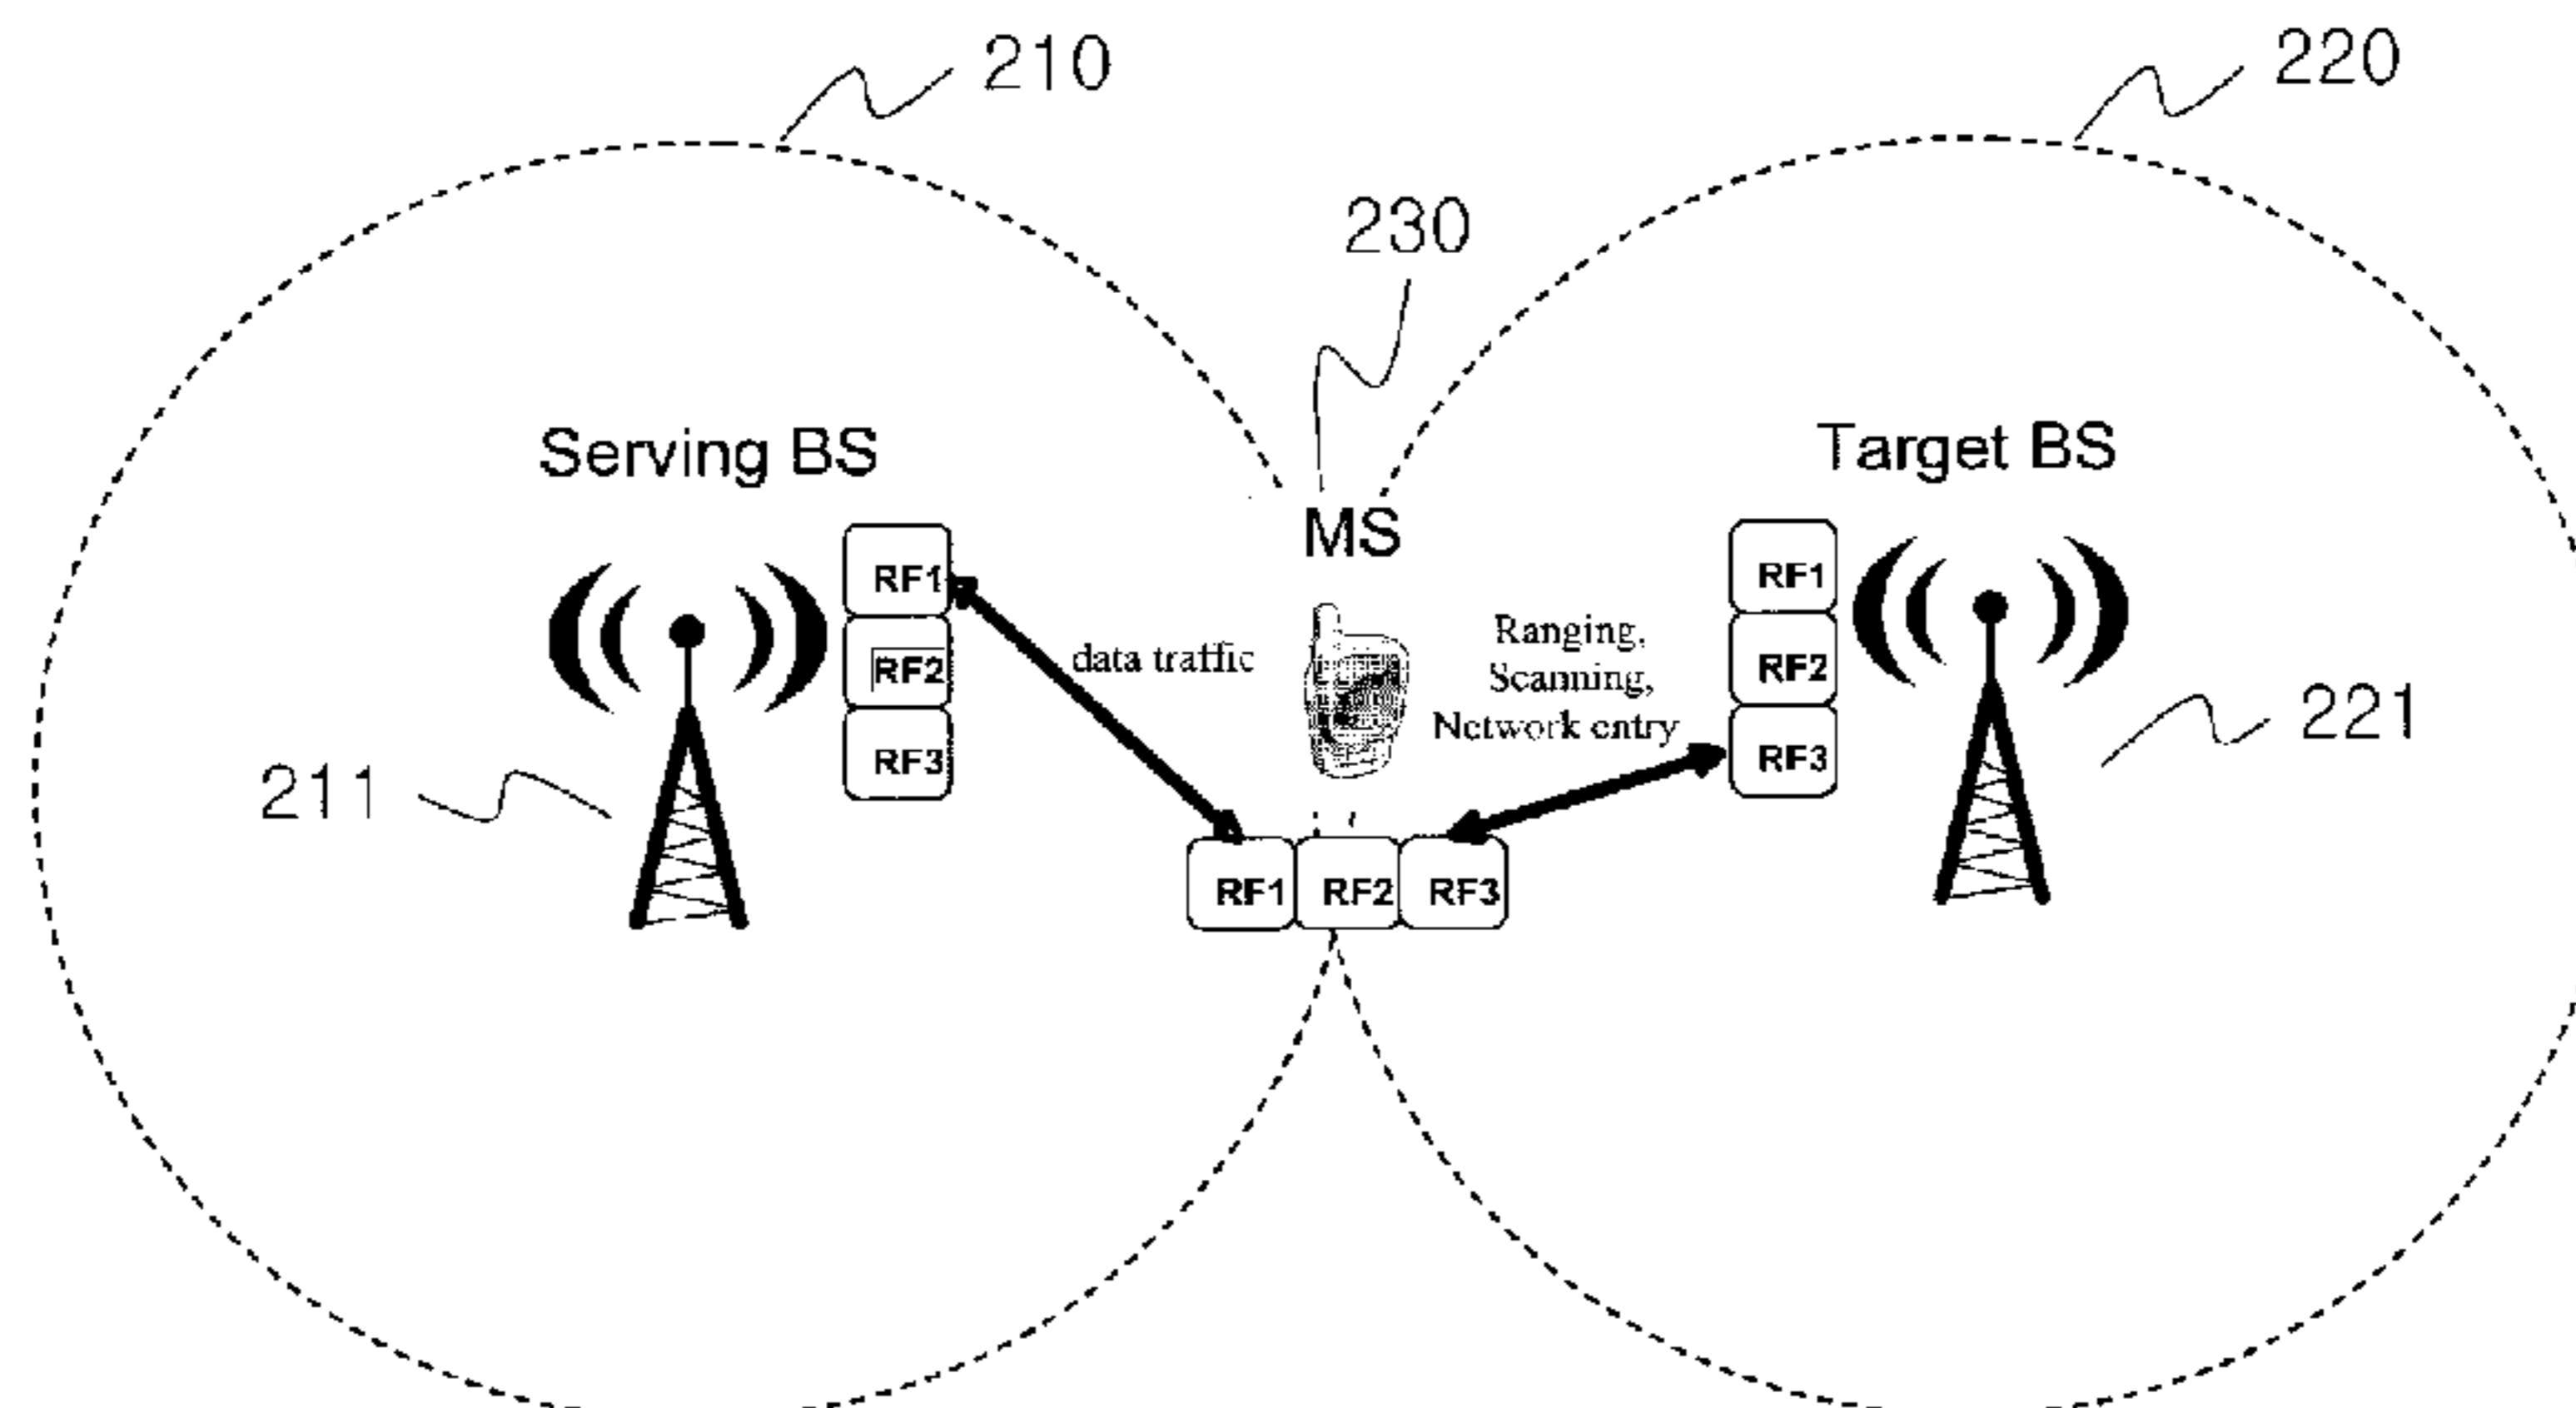 210
220
230
Serving BS
Target BS
MS
RF1
RF2
RF3
data traffic
Ranging,
Scanning,
Network entry
RF1
RF2
RF3
211
221
RF1 RF2 RF3